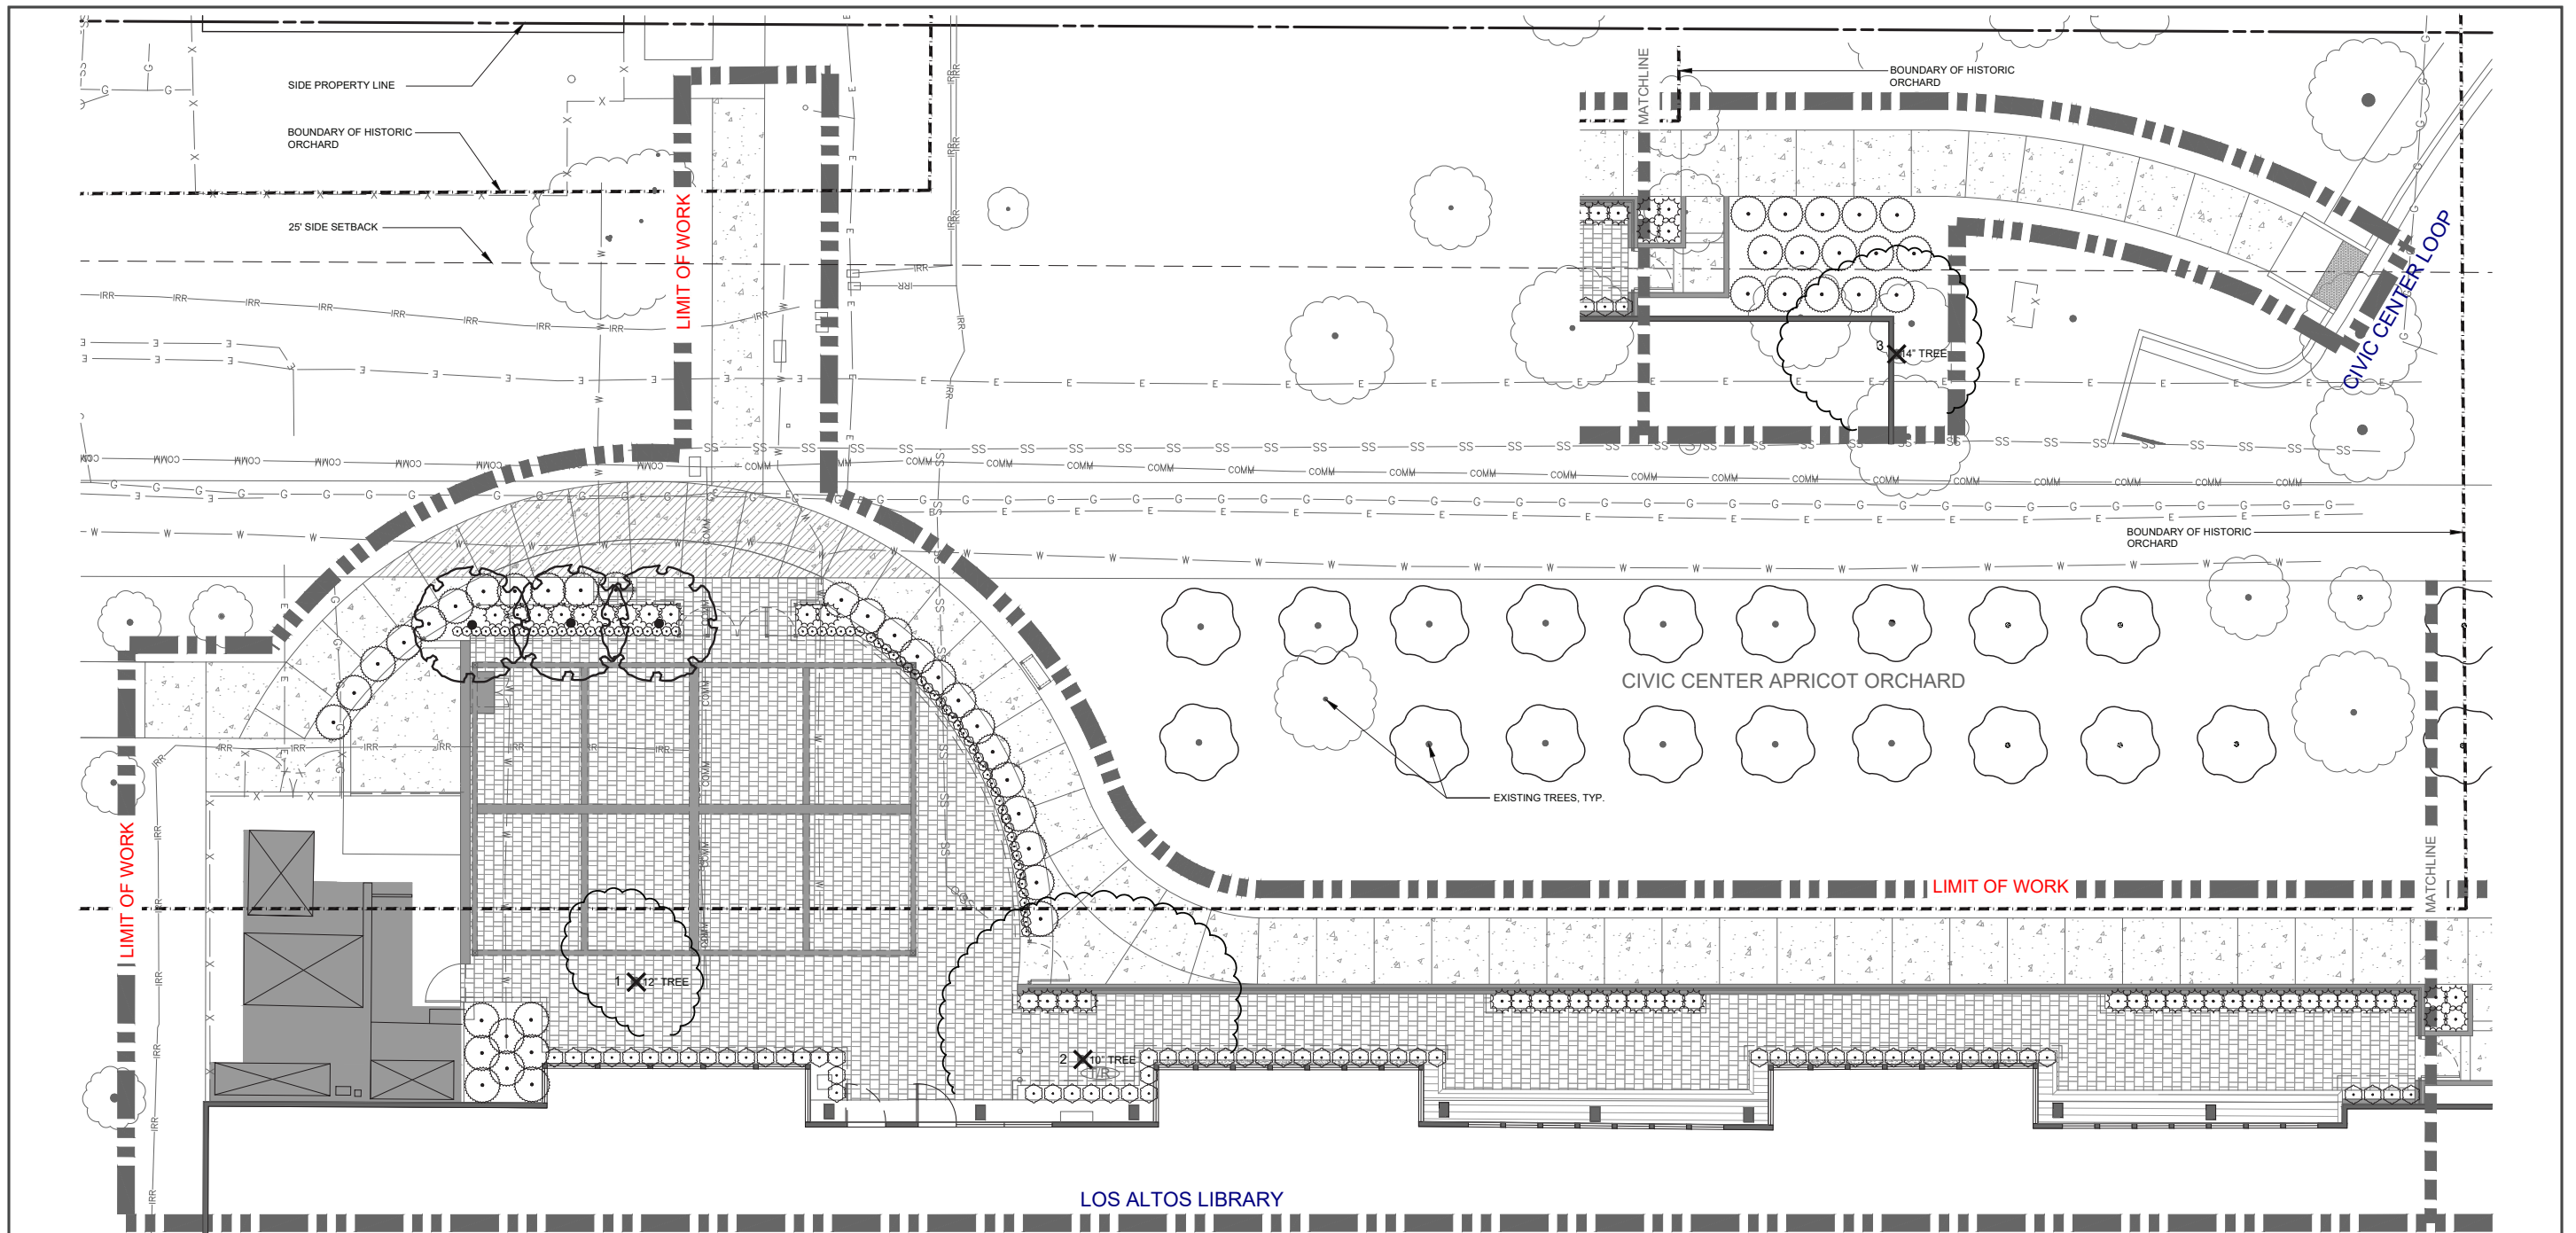 SIDE PROPERTY LINE
BOUNDARY OF HISTORIC
ORCHARD
25' SIDE SETBACK
LIMIT OF WORK
MATCHLINE
BOUNDARY OF HISTORIC
ORCHARD
CIVIC CENTER LOOP
3
14" TREE
BOUNDARY OF HISTORIC
ORCHARD
CIVIC CENTER APRICOT ORCHARD
EXISTING TREES, TYP.
LIMIT OF WORK
LIMIT OF WORK
MATCHLINE
1
12" TREE
2
10" TREE
T/R
LOS ALTOS LIBRARY